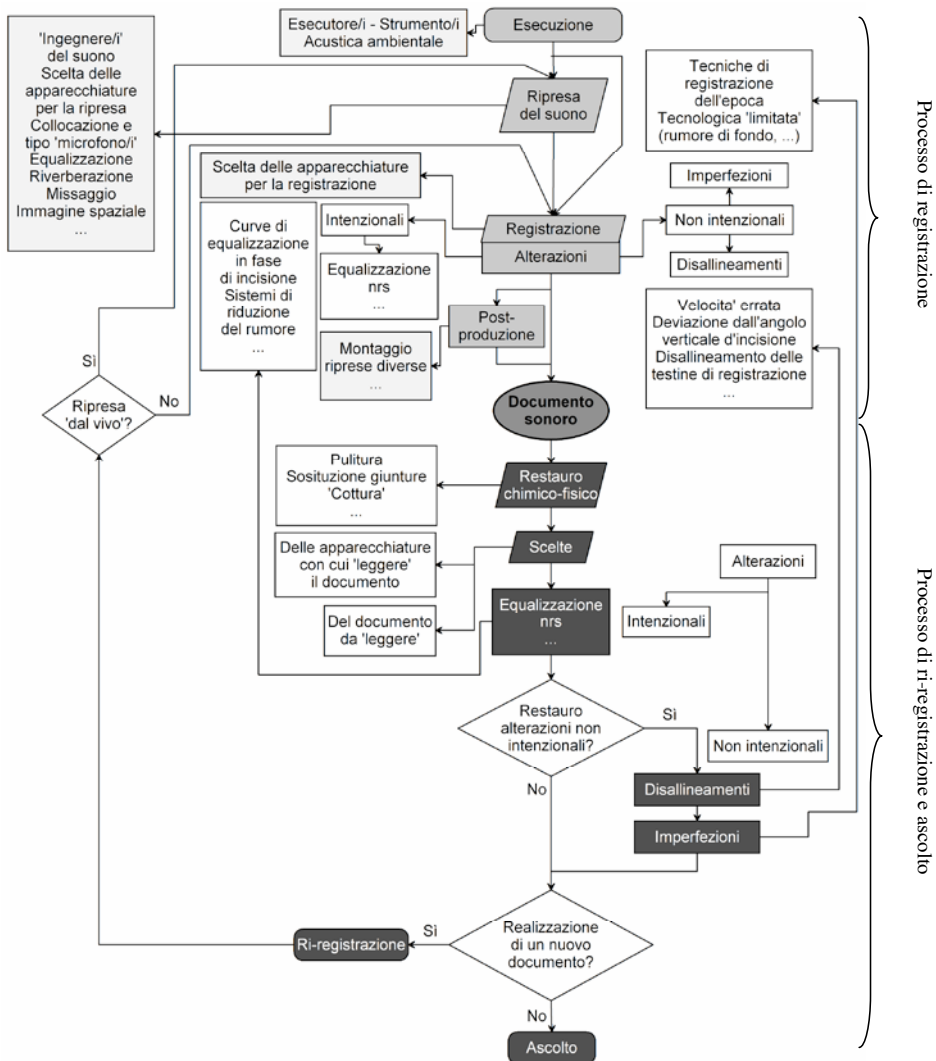 Esecutore/i - Strumento/i
Acustica ambientale
Esecuzione
'Ingegnere/i'
del suono
Scelta delle
apparecchiature
per la ripresa
Collocazione e
tipo 'microfono/i'
Equalizzazione
Riverberazione
Missaggio
Immagine spaziale
...
Ripresa
del suono
Tecniche di
registrazione
dell'epoca
Tecnologica 'limitata'
(rumore di fondo, ...)
Scelta delle apparecchiature
per la registrazione
Imperfezioni
Curve di
equalizzazione
in fase
di incisione
Sistemi di
riduzione
del rumore
...
Intenzionali
Registrazione
Alterazioni
Non intenzionali
Equalizzazione
nrs
...
Disallineamenti
Post-
produzione
Velocita' errata
Deviazione dall'angolo
verticale d'incisione
Disallineamento delle
testine di registrazione
...
Montaggio
riprese diverse
...
Sì
Ripresa
'dal vivo'?
No
Documento
sonoro
Processo di registrazione
Pulitura
Sosituzione giunture
'Cottura'
...
Restauro
chimico-fisico
Delle apparecchiature
con cui 'leggere'
il documento
Scelte
Alterazioni
Del documento
da 'leggere'
Equalizzazione
nrs
...
Intenzionali
Restauro
alterazioni non
intenzionali?
Sì
Non intenzionali
No
Disallineamenti
Imperfezioni
Realizzazione
di un nuovo
documento?
Sì
Ri-registrazione
No
Ascolto
Processo di ri-registrazione e ascolto